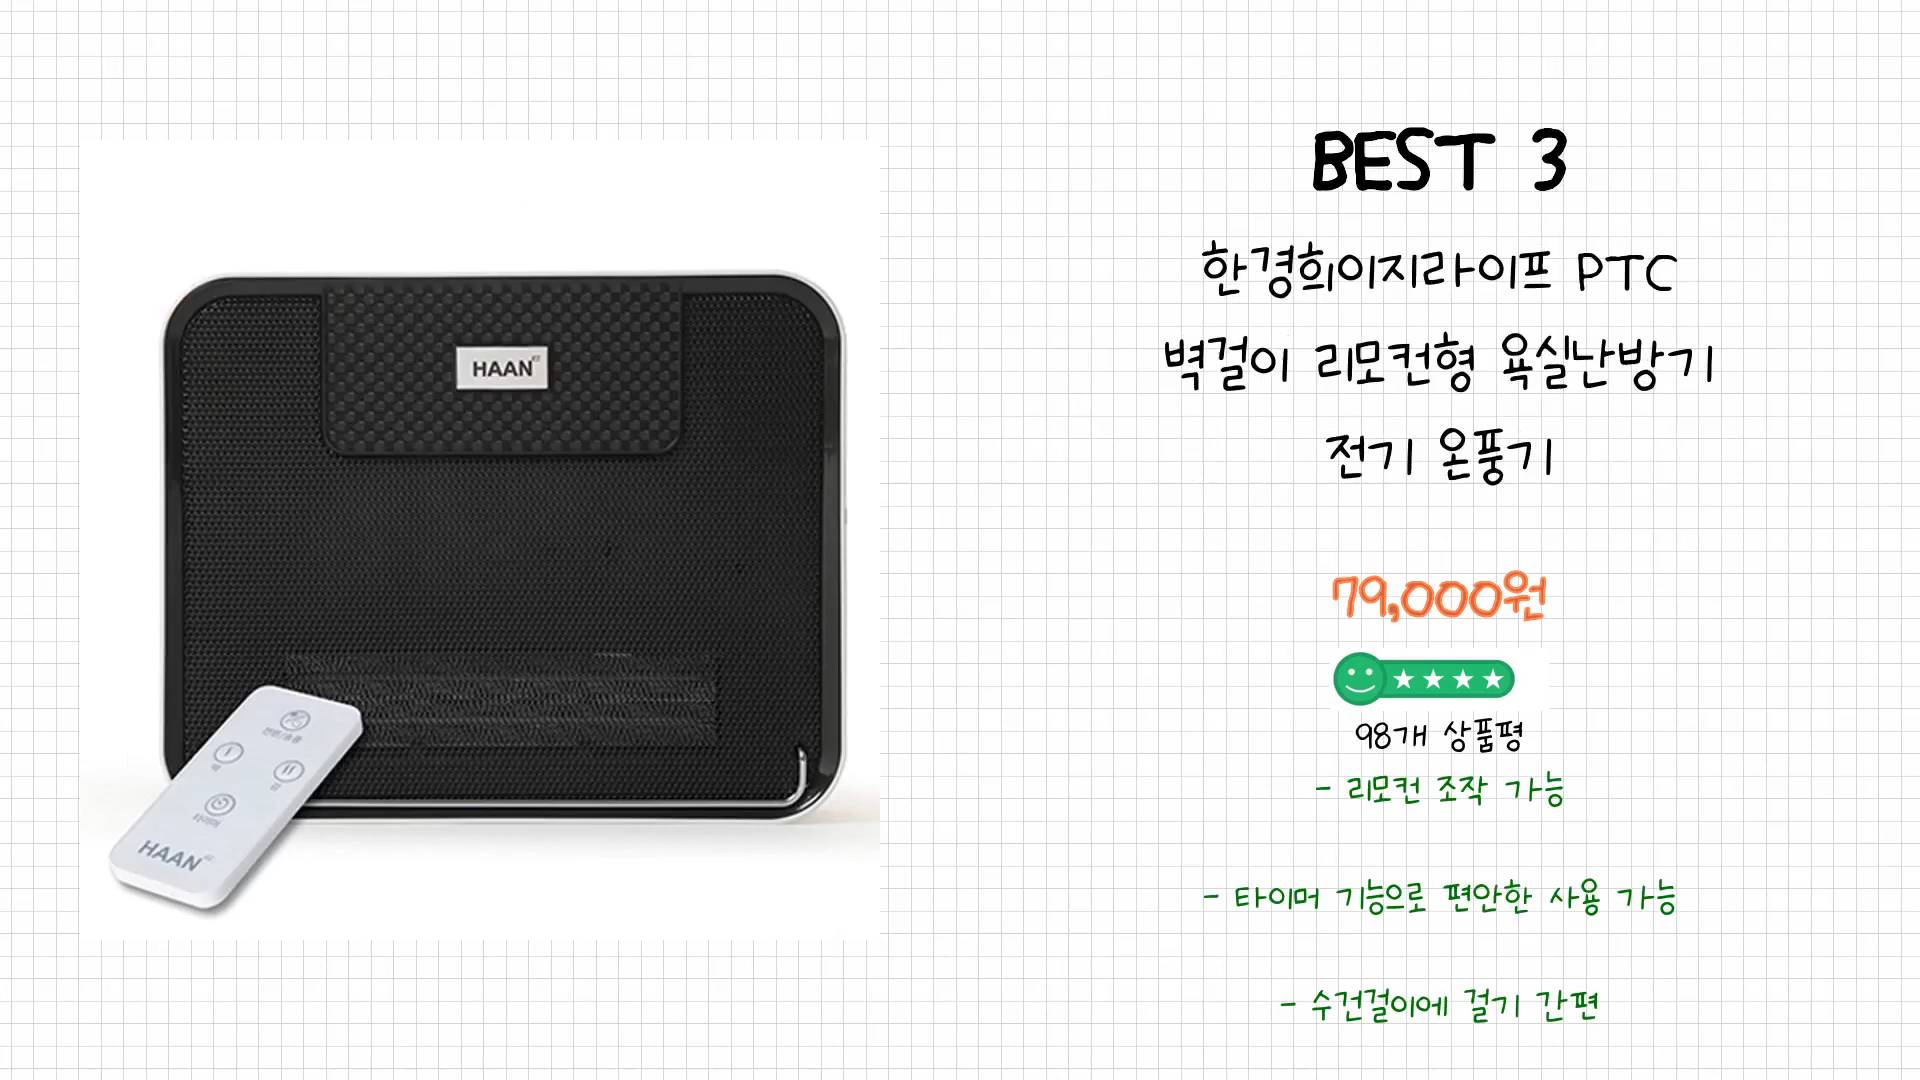 BEST 3
한경희이지라이프 PTC
벽걸이 리모컨형 욕실난방기
전기 온풍기
79,000원
98개 상품평
- 리모컨 조작 가능
- 타이머 기능으로 편안한 사용 가능
- 수건걸이에 걸기 간편
HAAN
HAAN